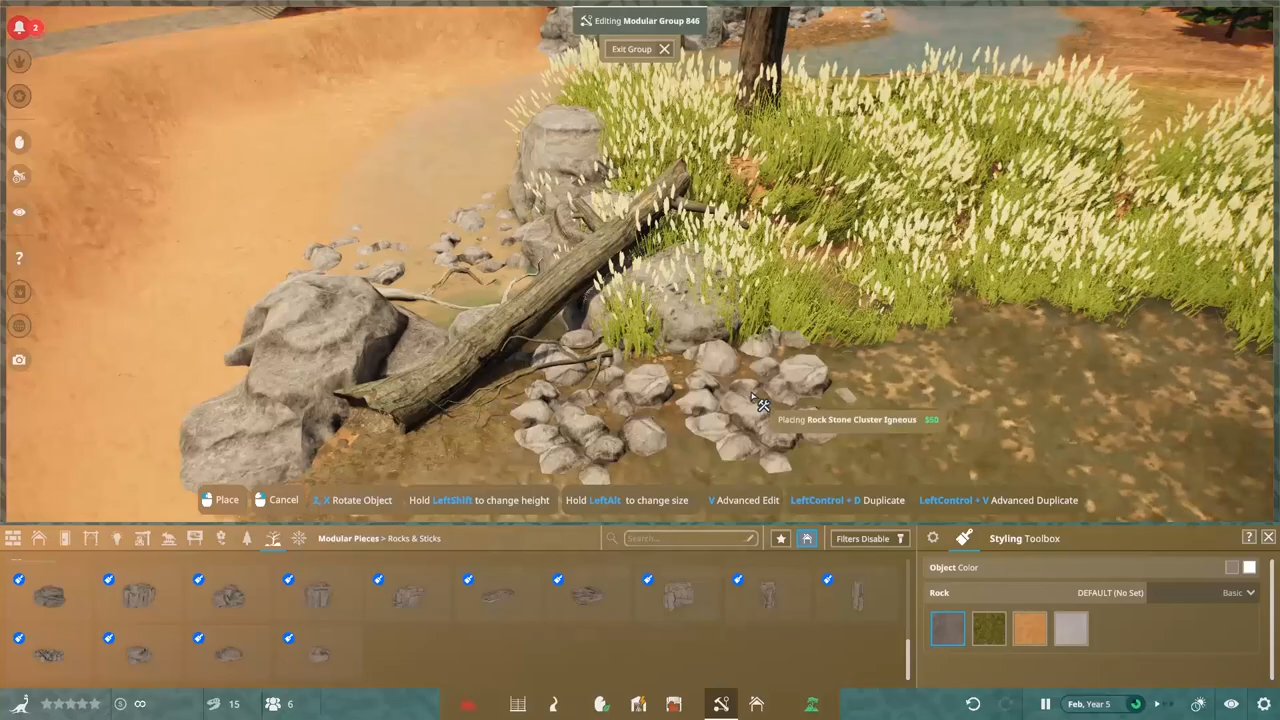 Editing Modular Group 846
2
Exit Group
?
Placing Rock Stone Cluster Igneous $50
Place
Cancel
Z, X Rotate Object
Hold LeftShift to change height
Hold LeftAlt to change size
V Advanced Edit
LeftControl + D Duplicate
LeftControl + V Advanced Duplicate
Modular Pieces > Rocks & Sticks
Search...
Filters Disable
Styling Toolbox
?
Object Color
Rock
DEFAULT (No Set)
Basic
∞
15
6
Feb, Year 5